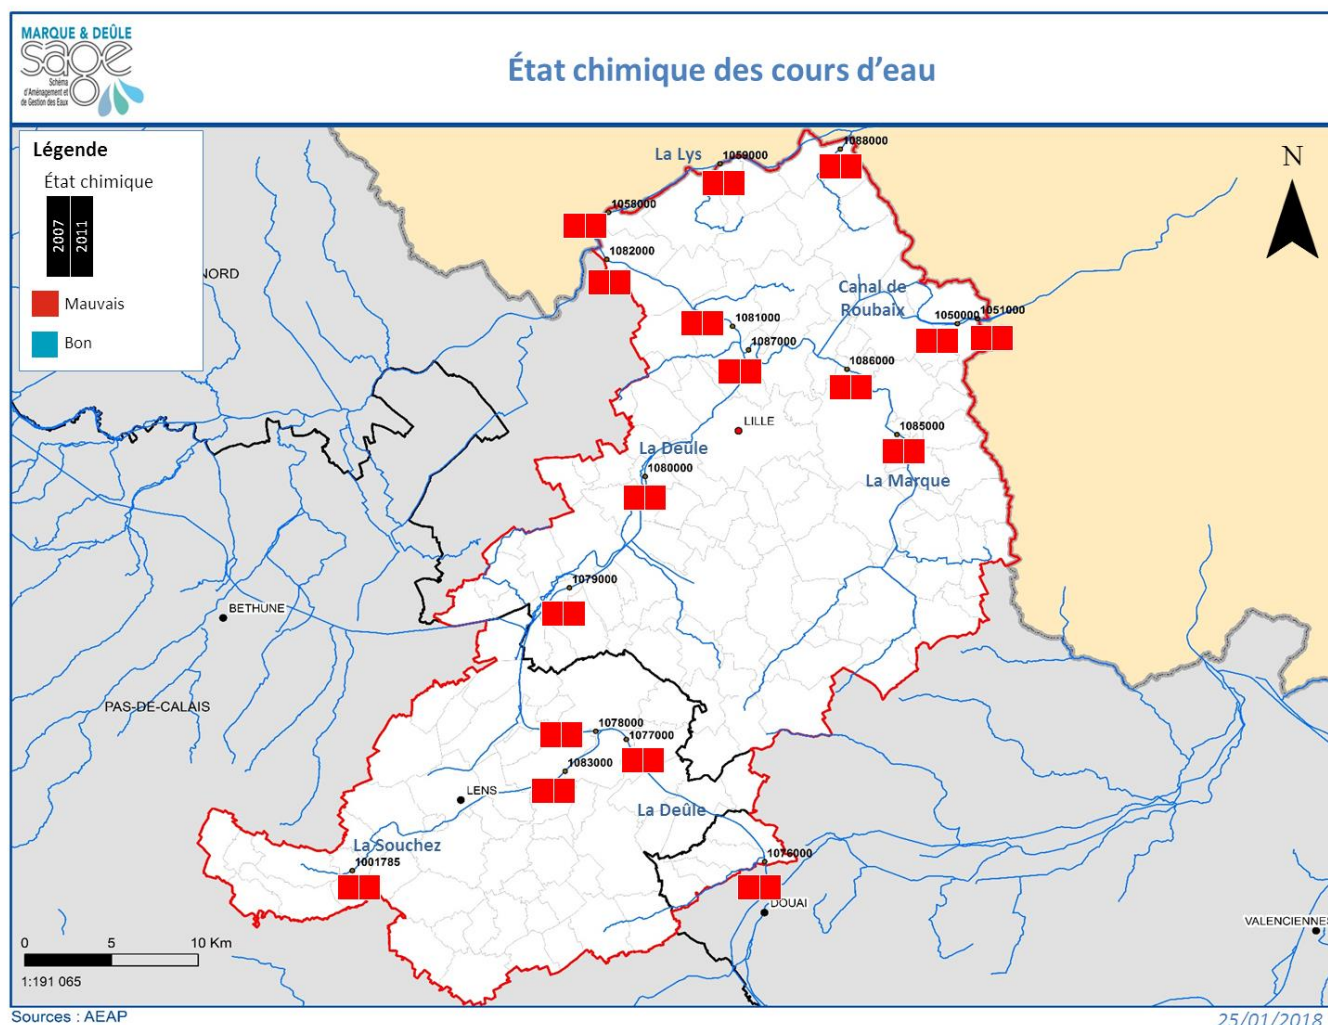 MARQUE & DEÛLE
sage
Schéma
d'Aménagement et
de Gestion des Eaux
État chimique des cours d'eau
Légende
État chimique
2007
2011
Mauvais
Bon
NORD
La Lys
1059000
1088000
N
1058000
1082000
Canal de
Roubaix
1081000
1050000
1051000
1087000
1086000
LILLE
1085000
La Deûle
1080000
La Marque
1079000
BETHUNE
PAS-DE-CALAIS
1078000
1077000
1083000
LENS
La Deûle
La Souchez
1001785
1076000
DOUAI
VALENCIENNES
0 5 10 Km
1:191 065
Sources : AEAP
25/01/2018